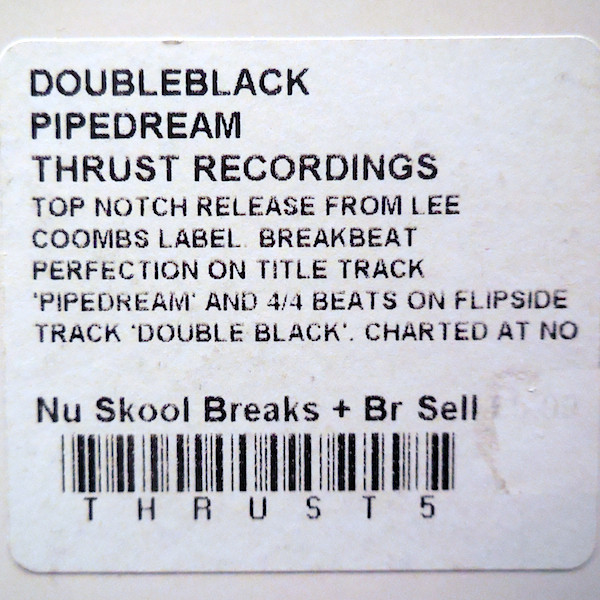 DOUBLEBLACK
PIPEDREAM
THRUST RECORDINGS
TOP NOTCH RELEASE FROM LEE
COOMBS LABEL. BREAKBEAT
PERFECTION ON TITLE TRACK
'PIPEDREAM' AND 4/4 BEATS ON FLIPSIDE
TRACK 'DOUBLE BLACK'. CHARTED AT NO
Nu Skool Breaks + Br Sell
THRUST5